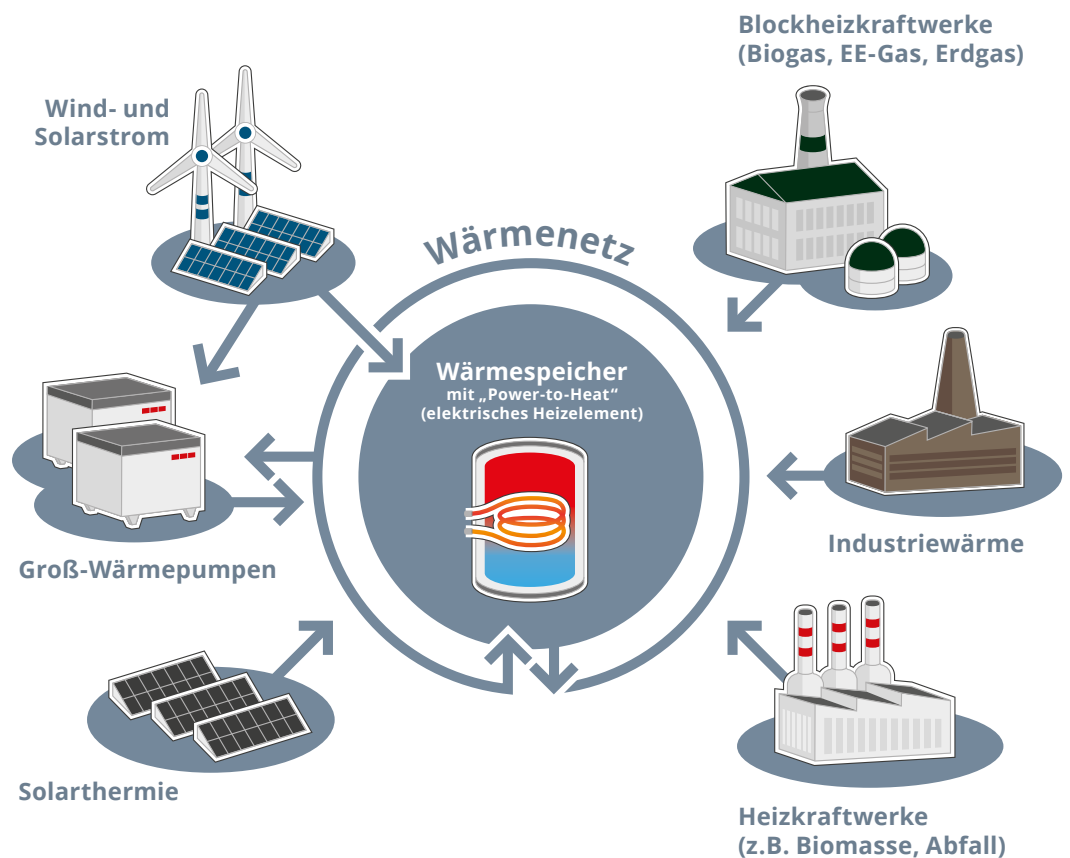 Blockheizkraftwerke
(Biogas, EE-Gas, Erdgas)
Wind- und
Solarstrom
Wärmenetz
Wärmespeicher
mit „Power-to-Heat“
(elektrisches Heizelement)
Industriewärme
Groß-Wärmepumpen
Solarthermie
Heizkraftwerke
(z.B. Biomasse, Abfall)